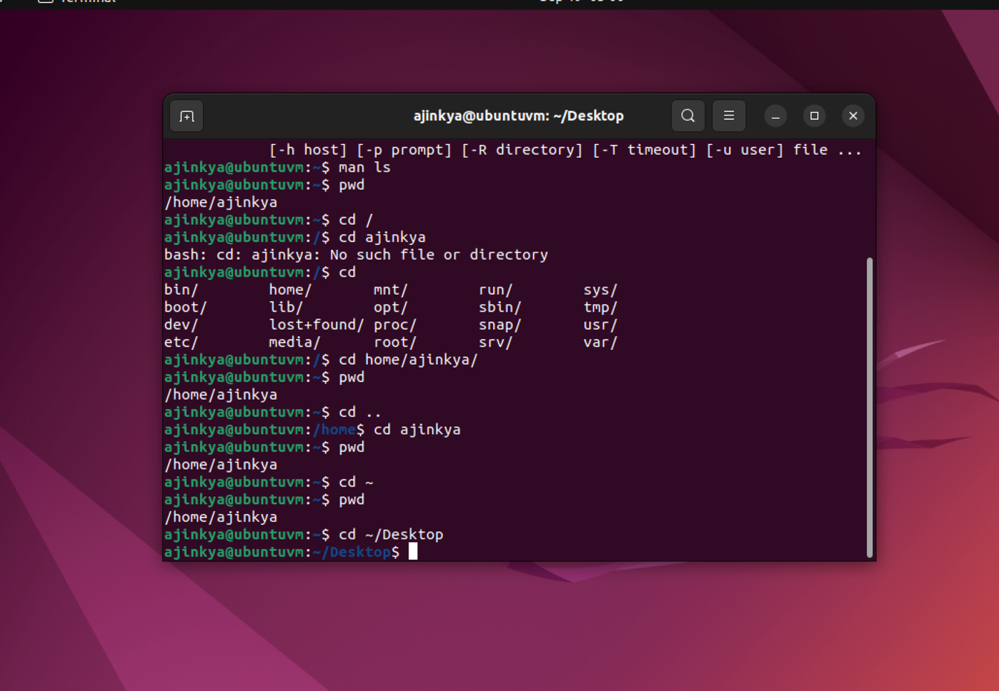 Terminal
ajinkya@ubuntuvm: ~/Desktop
[-h host] [-p prompt] [-R directory] [-T timeout] [-u user] file ...
ajinkya@ubuntuvm:~$ man ls
ajinkya@ubuntuvm:~$ pwd
/home/ajinkya
ajinkya@ubuntuvm:~$ cd /
ajinkya@ubuntuvm:/$ cd ajinkya
bash: cd: ajinkya: No such file or directory
ajinkya@ubuntuvm:/$ cd
bin/ home/ mnt/ run/ sys/
boot/ lib/ opt/ sbin/ tmp/
dev/ lost+found/ proc/ snap/ usr/
etc/ media/ root/ srv/ var/
ajinkya@ubuntuvm:/$ cd home/ajinkya/
ajinkya@ubuntuvm:~$ pwd
/home/ajinkya
ajinkya@ubuntuvm:~$ cd ..
ajinkya@ubuntuvm:/home$ cd ajinkya
ajinkya@ubuntuvm:~$ pwd
/home/ajinkya
ajinkya@ubuntuvm:~$ cd ~
ajinkya@ubuntuvm:~$ pwd
/home/ajinkya
ajinkya@ubuntuvm:~$ cd ~/Desktop
ajinkya@ubuntuvm:~/Desktop$